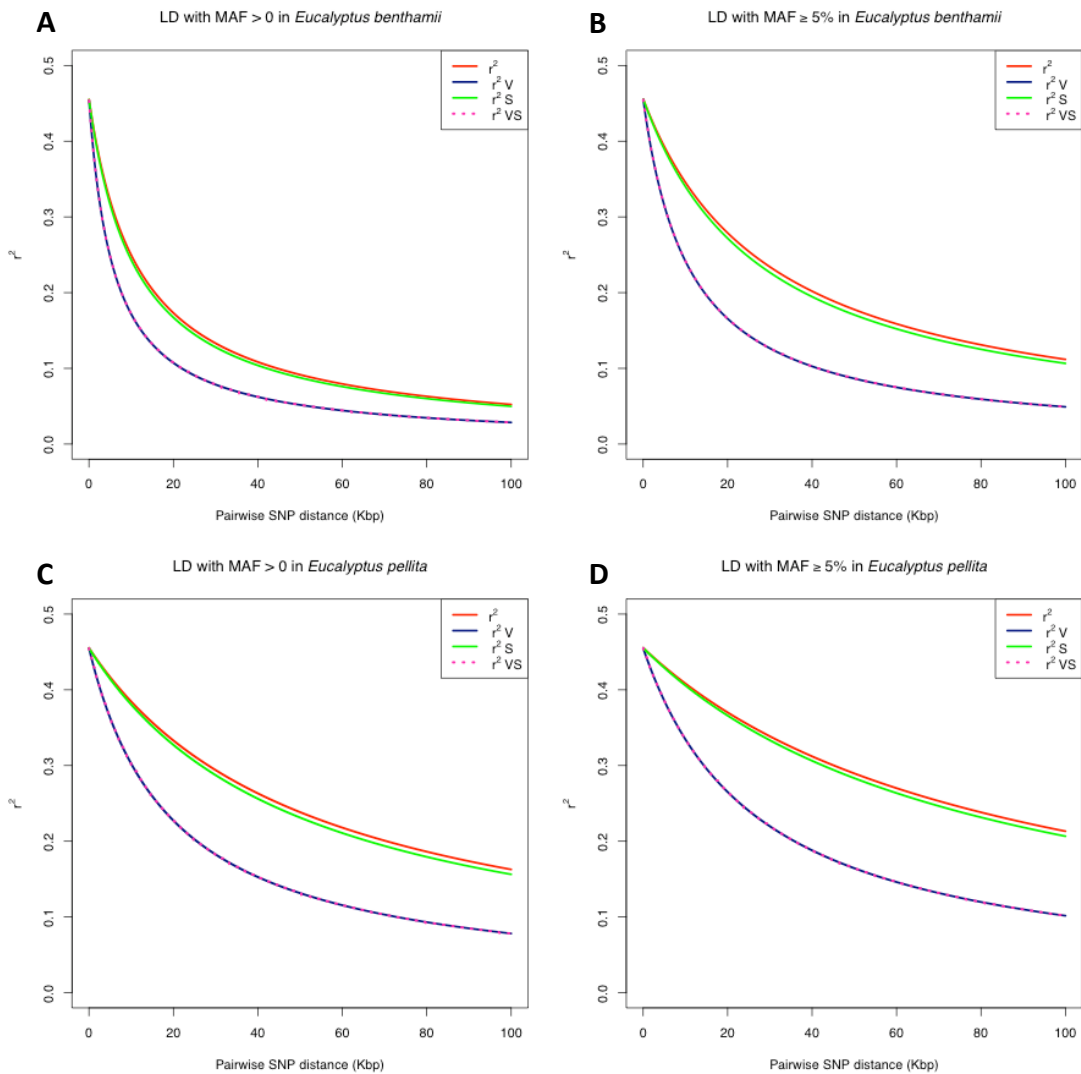 A
LD with MAF > 0 in Eucalyptus benthamii
r²
r² V
r² S
r² VS
0.5
0.4
0.3
0.2
0.1
0.0
r²
0 20 40 60 80 100
Pairwise SNP distance (Kbp)
B
LD with MAF ≥ 5% in Eucalyptus benthamii
r²
r² V
r² S
r² VS
0.5
0.4
0.3
0.2
0.1
0.0
r²
0 20 40 60 80 100
Pairwise SNP distance (Kbp)
C
LD with MAF > 0 in Eucalyptus pellita
r²
r² V
r² S
r² VS
0.5
0.4
0.3
0.2
0.1
0.0
r²
0 20 40 60 80 100
Pairwise SNP distance (Kbp)
D
LD with MAF ≥ 5% in Eucalyptus pellita
r²
r² V
r² S
r² VS
0.5
0.4
0.3
0.2
0.1
0.0
r²
0 20 40 60 80 100
Pairwise SNP distance (Kbp)